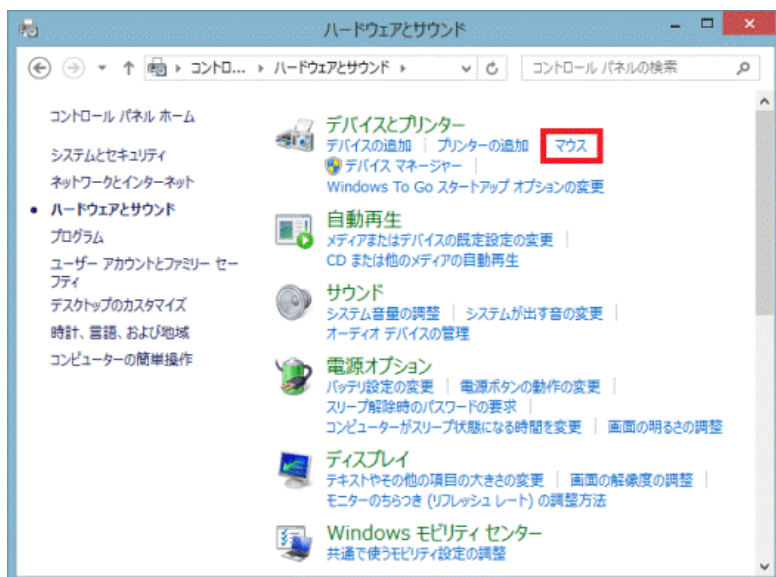 ハードウェアとサウンド
コントロ... ハードウェアとサウンド コントロール パネルの検索
コントロール パネル ホーム
システムとセキュリティ
ネットワークとインターネット
ハードウェアとサウンド
プログラム
ユーザー アカウントとファミリー セー
フティ
デスクトップのカスタマイズ
時計、言語、および地域
コンピューターの簡単操作
デバイスとプリンター
デバイスの追加 プリンターの追加 マウス
デバイス マネージャー
Windows To Go スタートアップ オプションの変更
自動再生
メディアまたはデバイスの既定設定の変更
CD または他のメディアの自動再生
サウンド
システム音量の調整 システムが出す音の変更
オーディオ デバイスの管理
電源オプション
バッテリ設定の変更 電源ボタンの動作の変更
スリープ解除時のパスワードの要求
コンピューターがスリープ状態になる時間を変更 画面の明るさの調整
ディスプレイ
テキストやその他の項目の大きさの変更 画面の解像度の調整
モニターのちらつき (リフレッシュ レート) の調整方法
Windows モビリティ センター
共通で使うモビリティ設定の調整